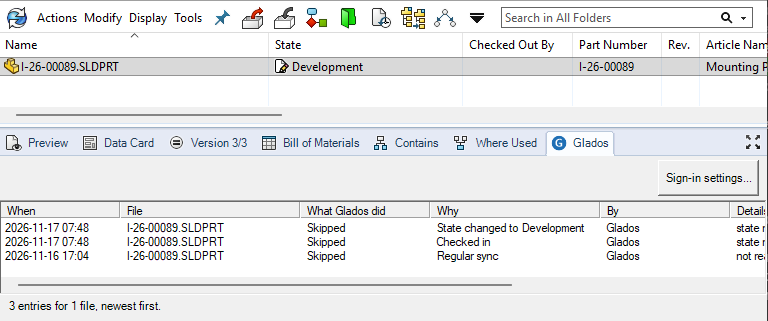 Actions Modify Display Tools Search in All Folders
Name State Checked Out By Part Number Rev. Article Nam
I-26-00089.SLDPRT Development I-26-00089 Mounting P
Preview Data Card Version 3/3 Bill of Materials Contains Where Used G Glados
Sign-in settings...
When File What Glados did Why By Details
2026-11-17 07:48 I-26-00089.SLDPRT Skipped State changed to Development Glados state r
2026-11-17 07:48 I-26-00089.SLDPRT Skipped Checked in Glados state r
2026-11-16 17:04 I-26-00089.SLDPRT Skipped Regular sync Glados not rea
3 entries for 1 file, newest first.